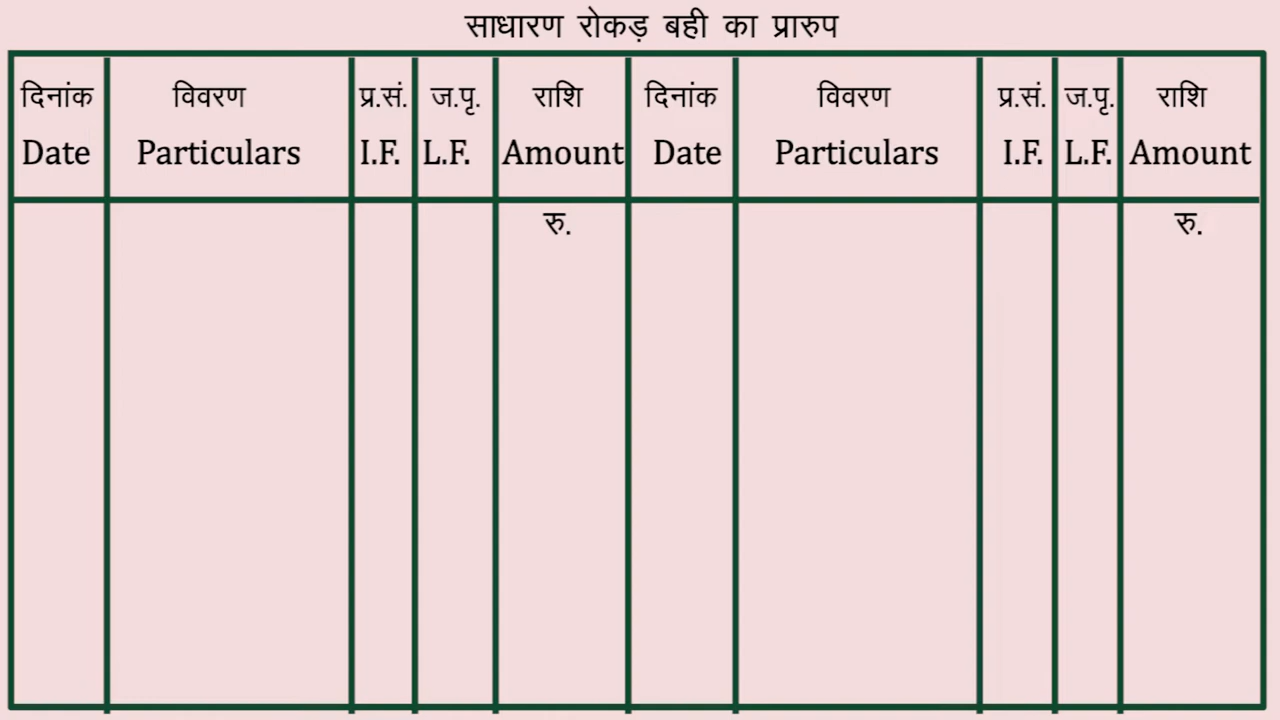 साधारण रोकड़ बही का प्रारुप
दिनांक विवरण प्र.सं. ज.पृ. राशि दिनांक विवरण प्र.सं. ज.पृ. राशि
Date Particulars I.F. L.F. Amount Date Particulars I.F. L.F. Amount
रु. रु.